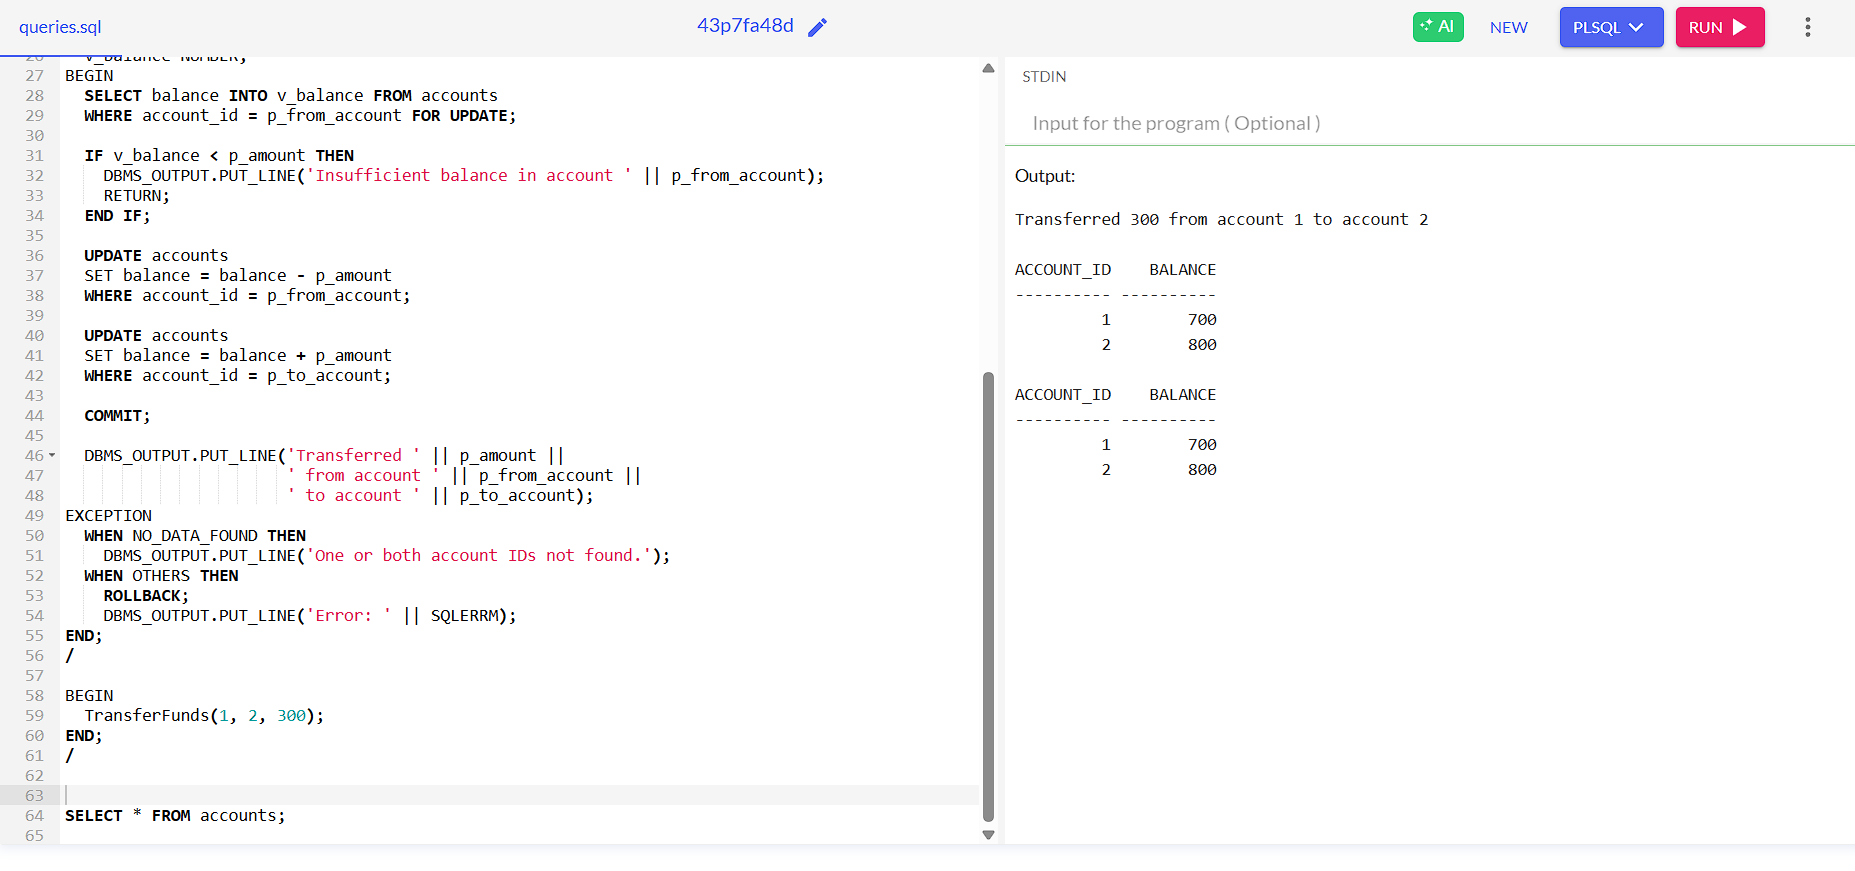 queries.sql
43p7fa48d
AI
NEW
PLSQL
RUN
26   v_balance NUMBER;
27 BEGIN
28   SELECT balance INTO v_balance FROM accounts
29   WHERE account_id = p_from_account FOR UPDATE;
30
31   IF v_balance < p_amount THEN
32     DBMS_OUTPUT.PUT_LINE('Insufficient balance in account ' || p_from_account);
33     RETURN;
34   END IF;
35
36   UPDATE accounts
37   SET balance = balance - p_amount
38   WHERE account_id = p_from_account;
39
40   UPDATE accounts
41   SET balance = balance + p_amount
42   WHERE account_id = p_to_account;
43
44   COMMIT;
45
46   DBMS_OUTPUT.PUT_LINE('Transferred ' || p_amount ||
47                        ' from account ' || p_from_account ||
48                        ' to account ' || p_to_account);
49 EXCEPTION
50   WHEN NO_DATA_FOUND THEN
51     DBMS_OUTPUT.PUT_LINE('One or both account IDs not found.');
52   WHEN OTHERS THEN
53     ROLLBACK;
54     DBMS_OUTPUT.PUT_LINE('Error: ' || SQLERRM);
55 END;
56 /
57
58 BEGIN
59   TransferFunds(1, 2, 300);
60 END;
61 /
62
63
64 SELECT * FROM accounts;
65
STDIN
Input for the program ( Optional )
Output:
Transferred 300 from account 1 to account 2
ACCOUNT_ID    BALANCE
---------- ----------
         1        700
         2        800
ACCOUNT_ID    BALANCE
---------- ----------
         1        700
         2        800